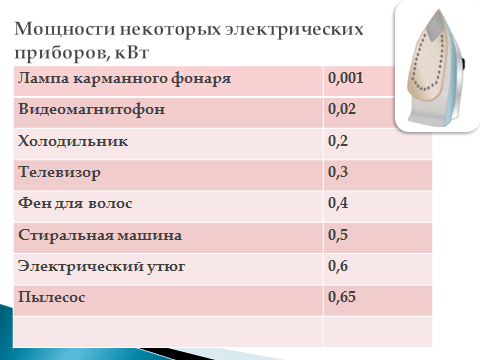 Мощности некоторых электрических
приборов, кВт
Лампа карманного фонаря 0,001
Видеомагнитофон 0,02
Холодильник 0,2
Телевизор 0,3
Фен для волос 0,4
Стиральная машина 0,5
Электрический утюг 0,6
Пылесос 0,65